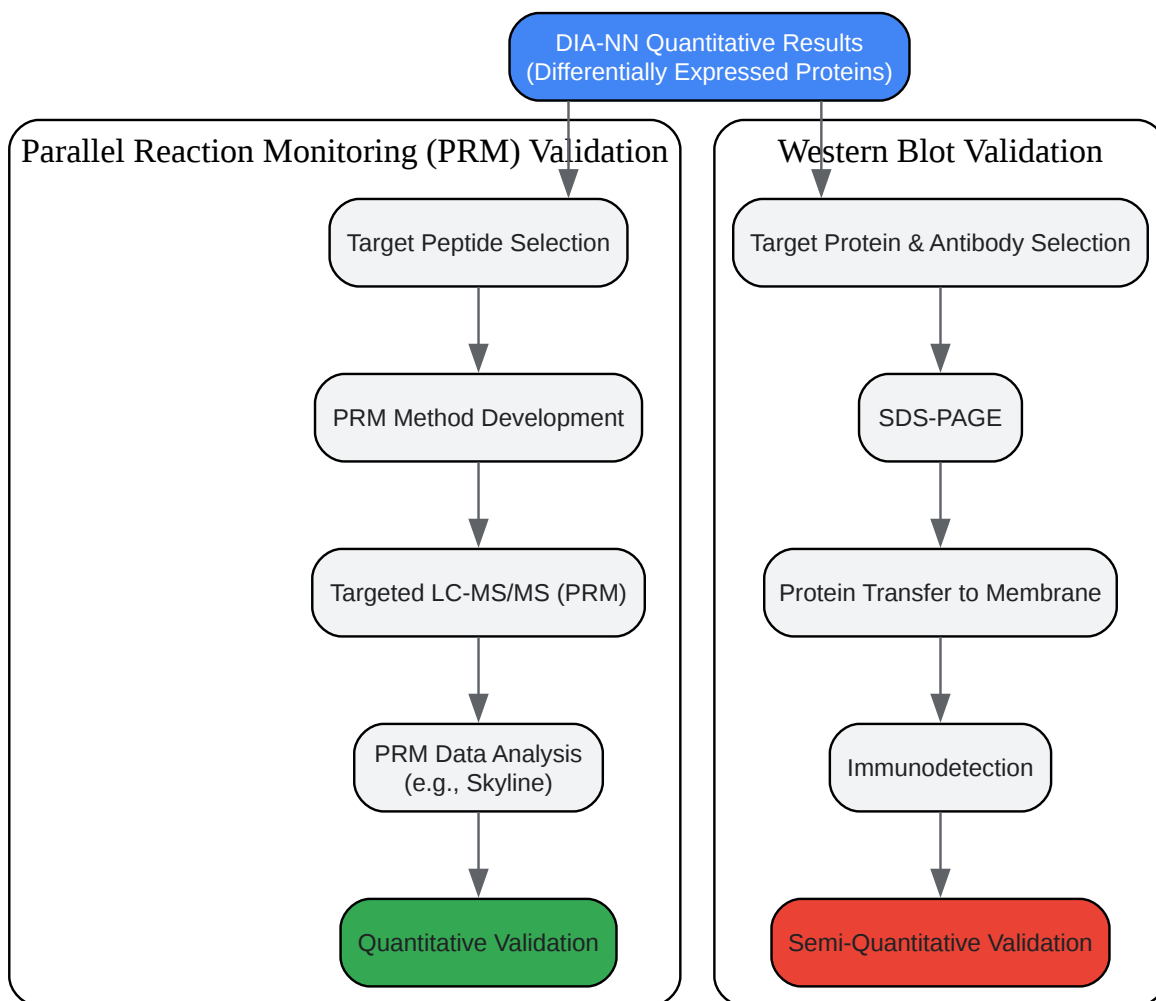 DIA-NN Quantitative Results
(Differentially Expressed Proteins)
Parallel Reaction Monitoring (PRM) Validation
Target Peptide Selection
PRM Method Development
Targeted LC-MS/MS (PRM)
PRM Data Analysis
(e.g., Skyline)
Quantitative Validation
Western Blot Validation
Target Protein & Antibody Selection
SDS-PAGE
Protein Transfer to Membrane
Immunodetection
Semi-Quantitative Validation